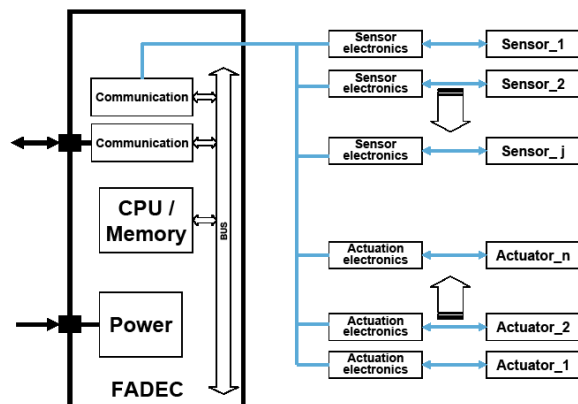 Communication
Communication
CPU /
Memory
Power
FADEC
BUS
Sensor
electronics
Sensor_1
Sensor
electronics
Sensor_2
Sensor
electronics
Sensor_ j
Actuation
electronics
Actuator_n
Actuation
electronics
Actuator_2
Actuation
electronics
Actuator_1